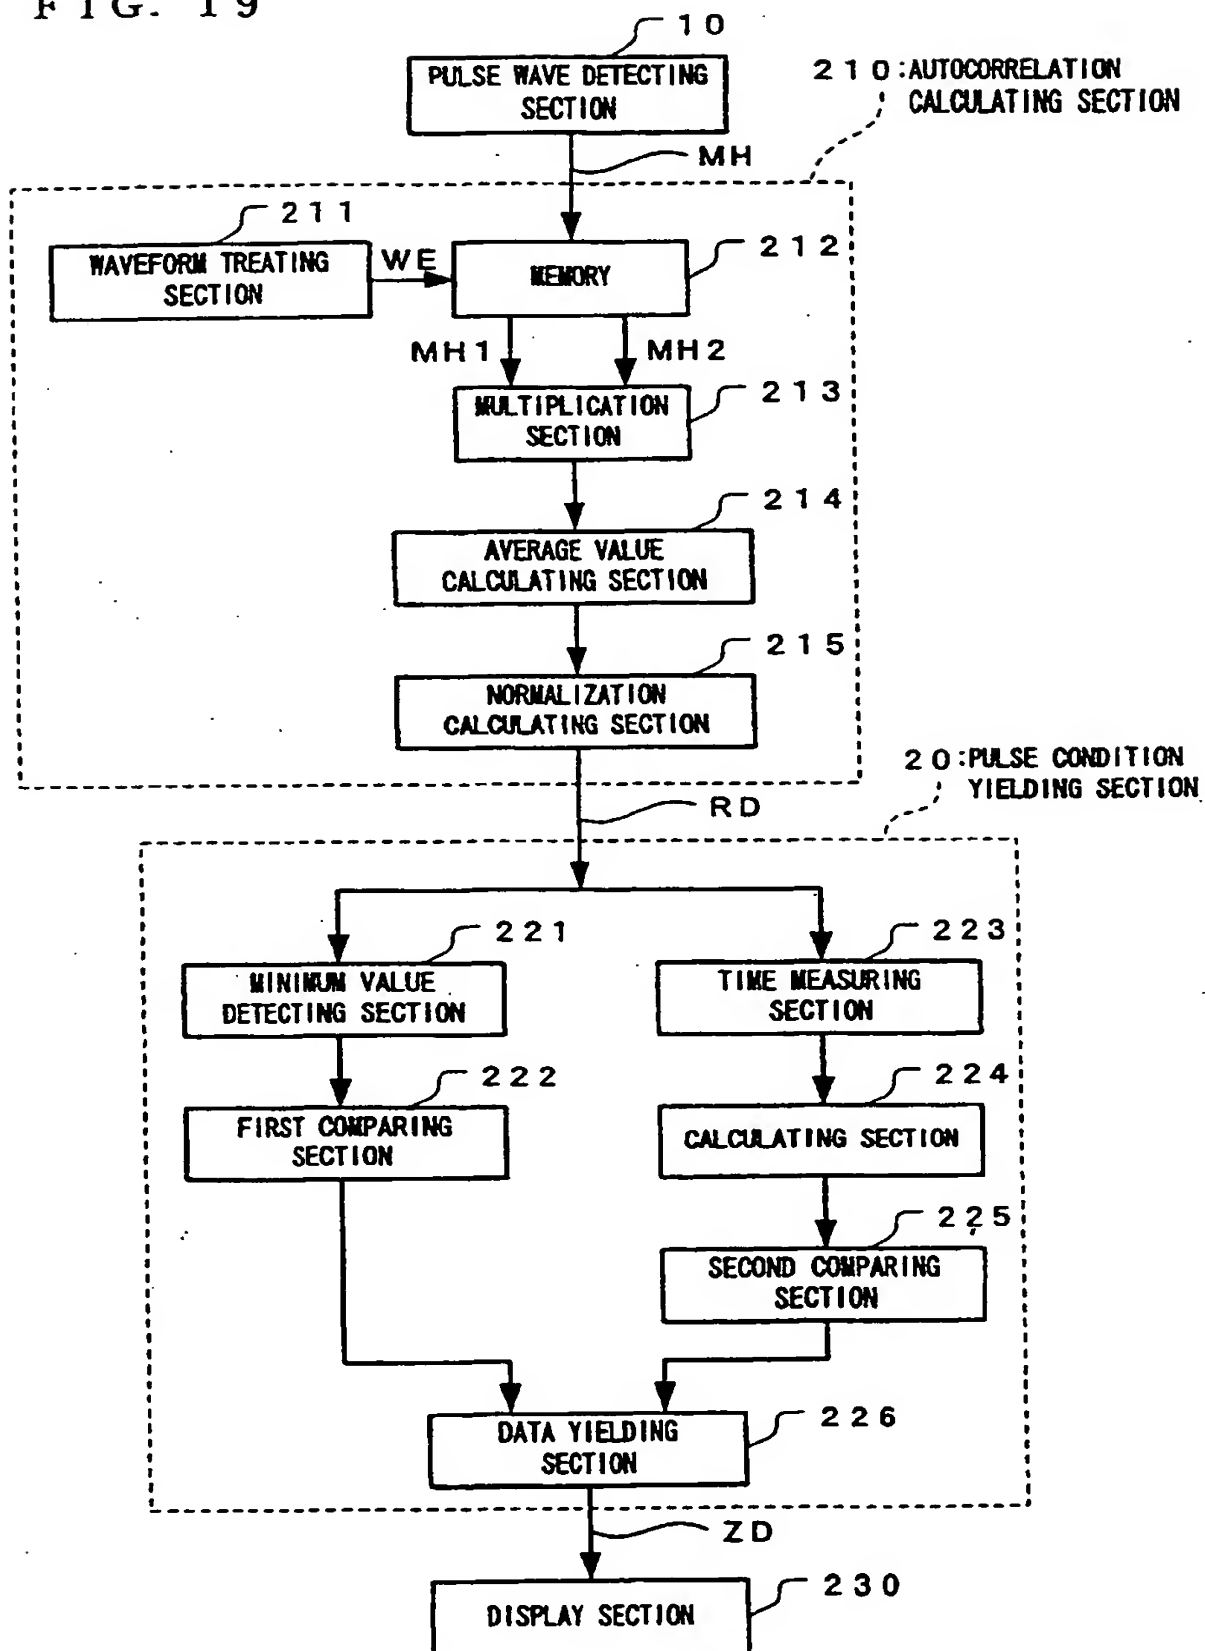 FIG. 19
10
PULSE WAVE DETECTING
SECTION
210:AUTOCORRELATION
CALCULATING SECTION
MH
211
WAVEFORM TREATING
SECTION
WE
212
MEMORY
MH1
MH2
213
MULTIPLICATION
SECTION
214
AVERAGE VALUE
CALCULATING SECTION
215
NORMALIZATION
CALCULATING SECTION
20:PULSE CONDITION
YIELDING SECTION
RD
221
MINIMUM VALUE
DETECTING SECTION
223
TIME MEASURING
SECTION
222
FIRST COMPARING
SECTION
224
CALCULATING SECTION
225
SECOND COMPARING
SECTION
226
DATA YIELDING
SECTION
ZD
230
DISPLAY SECTION